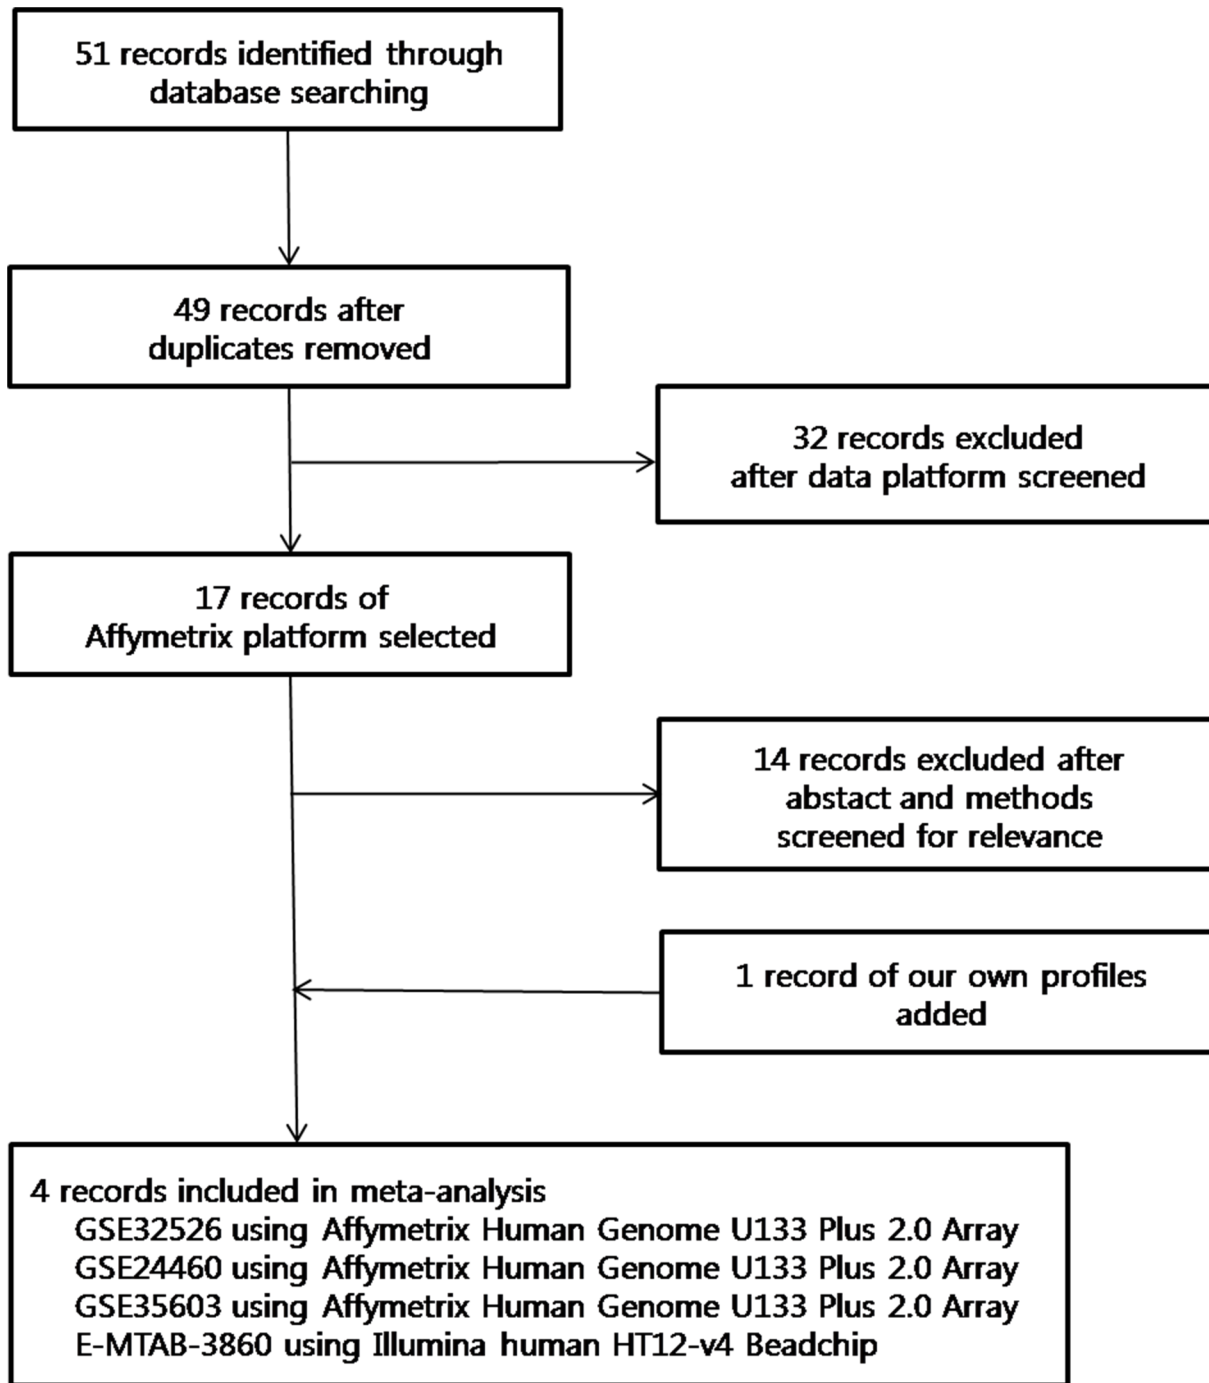 51 records identified through
database searching
49 records after
duplicates removed
32 records excluded
after data platform screened
17 records of
Affymetrix platform selected
14 records excluded after
abstact and methods
screened for relevance
1 record of our own profiles
added
4 records included in meta-analysis
GSE32526 using Affymetrix Human Genome U133 Plus 2.0 Array
GSE24460 using Affymetrix Human Genome U133 Plus 2.0 Array
GSE35603 using Affymetrix Human Genome U133 Plus 2.0 Array
E-MTAB-3860 using Illumina human HT12-v4 Beadchip